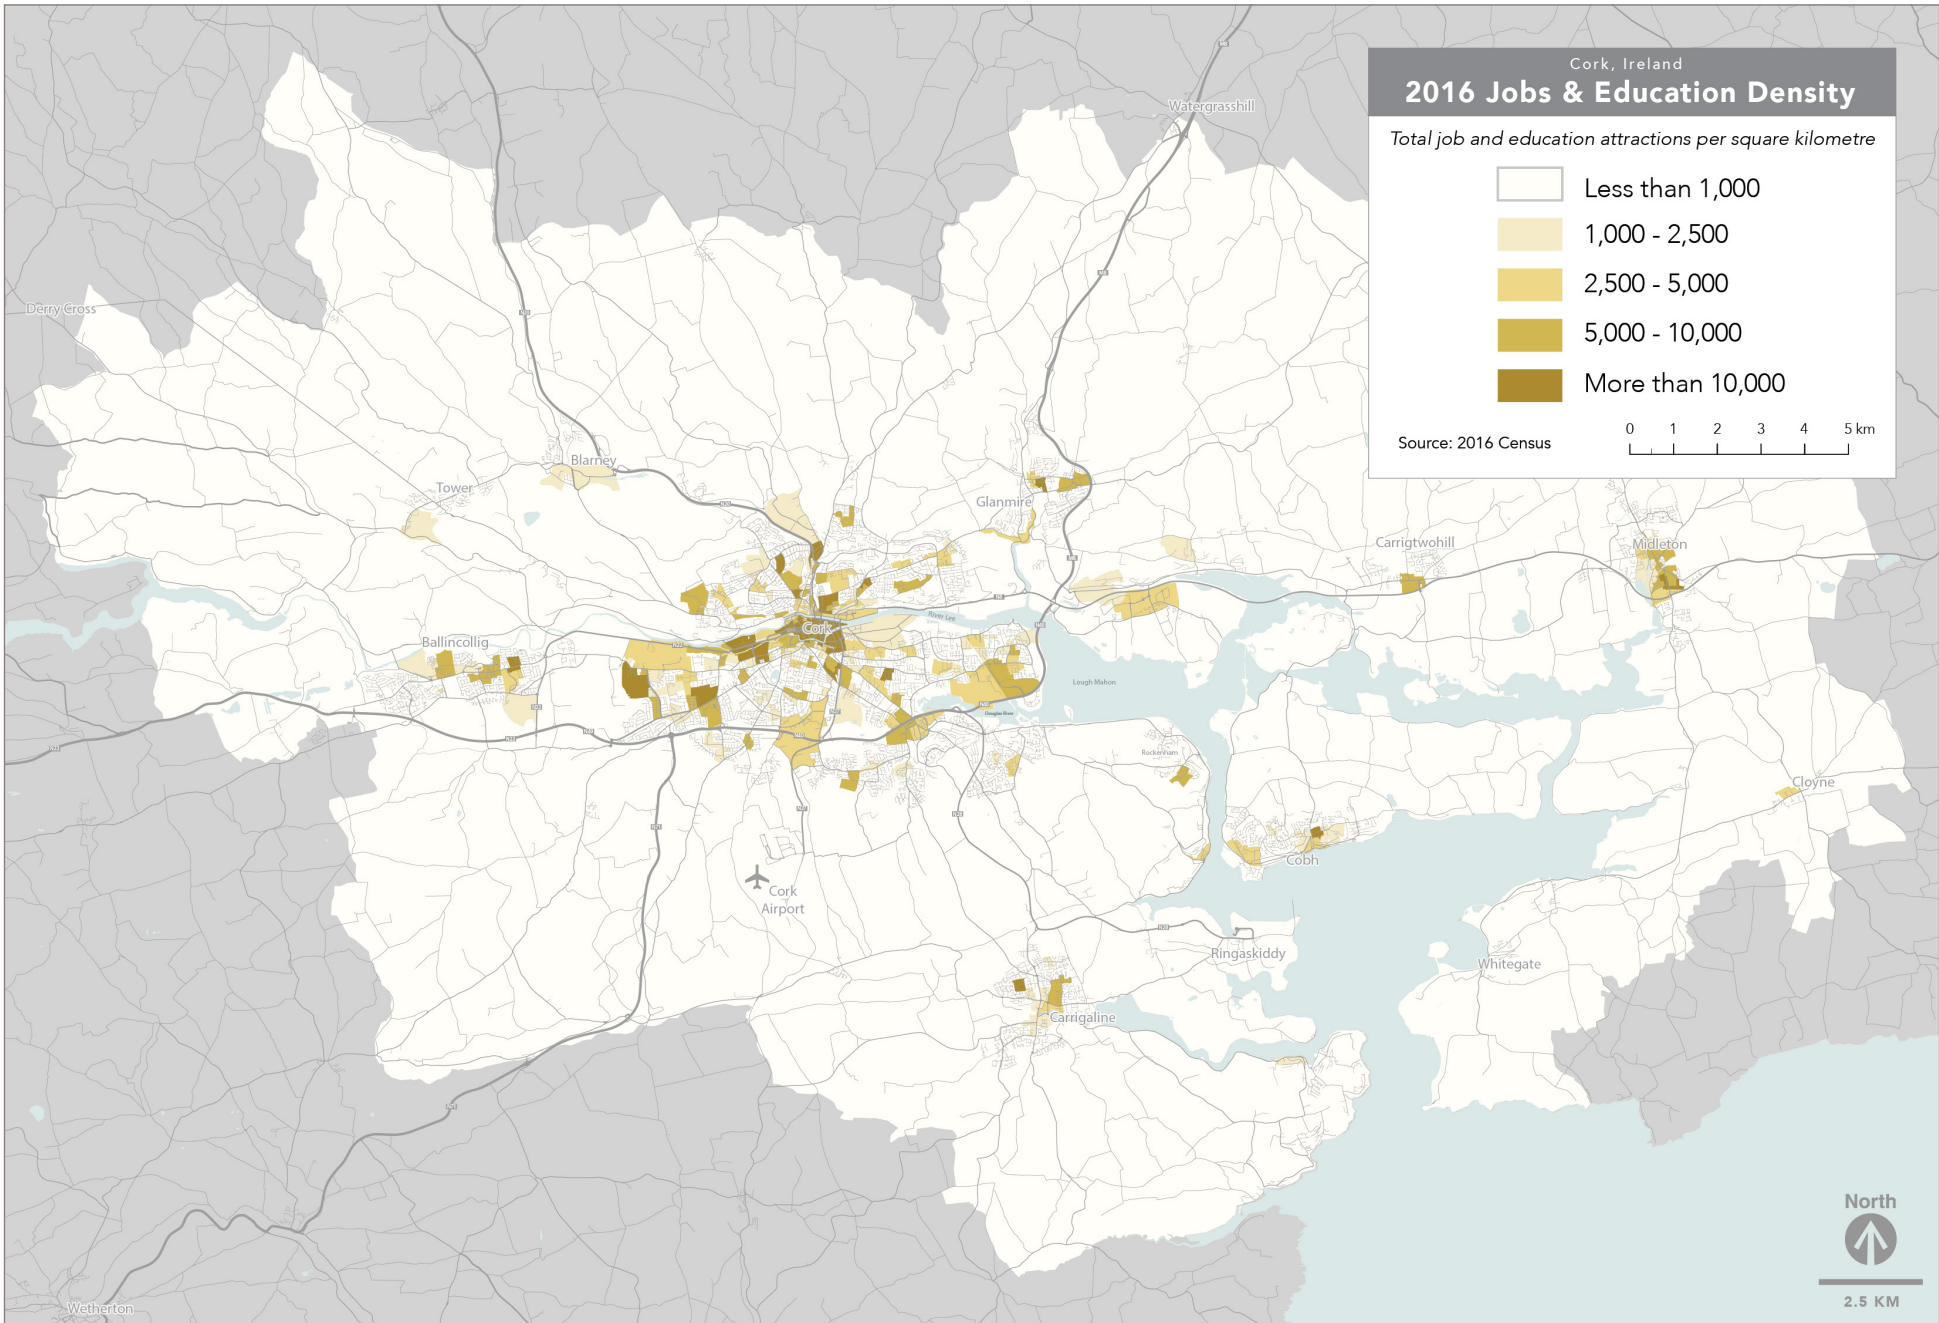 Cork, Ireland
2016 Jobs & Education Density
Total job and education attractions per square kilometre
Less than 1,000
1,000 - 2,500
2,500 - 5,000
5,000 - 10,000
More than 10,000
Source: 2016 Census
0 1 2 3 4 5 km
Watergrasshill
Derry Cross
Blarney
Tower
Glanmire
Carrigtwohill
Midleton
River Lee
Cork
Ballincollig
Lough Mahon
Douglas River
Rockenham
Cloyne
Cobh
Cork
Airport
Ringaskiddy
Whitegate
Carrigaline
Wetherton
North
2.5 KM